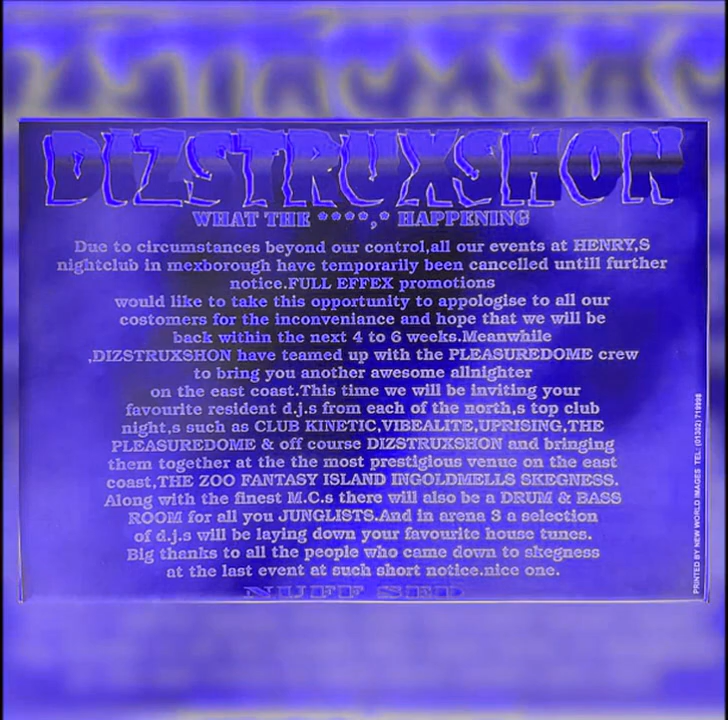 DIZSTRUXSHON
WHAT THE ****,* HAPPENING
Due to circumstances beyond our control,all our events at HENRY,S
nightclub in mexborough have temporarily been cancelled untill further
notice.FULL EFFEX promotions
would like to take this opportunity to appologise to all our
costomers for the inconveniance and hope that we will be
back within the next 4 to 6 weeks.Meanwhile
,DIZSTRUXSHON have teamed up with the PLEASUREDOME crew
to bring you another awesome allnighter
on the east coast.This time we will be inviting your
favourite resident d.j.s from each of the north,s top club
night,s such as CLUB KINETIC,VIBEALITE,UPRISING,THE
PLEASUREDOME & off course DIZSTRUXSHON and bringing
them together at the the most prestigious venue on the east
coast,THE ZOO FANTASY ISLAND INGOLDMELLS SKEGNESS.
Along with the finest M.C.s there will also be a DRUM & BASS
ROOM for all you JUNGLISTS.And in arena 3 a selection
of d.j.s will be laying down your favourite house tunes.
Big thanks to all the people who came down to skegness
at the last event at such short notice.nice one.
NUFF SED
PRINTED BY NEW WORLD IMAGES TEL: (01302) 719998